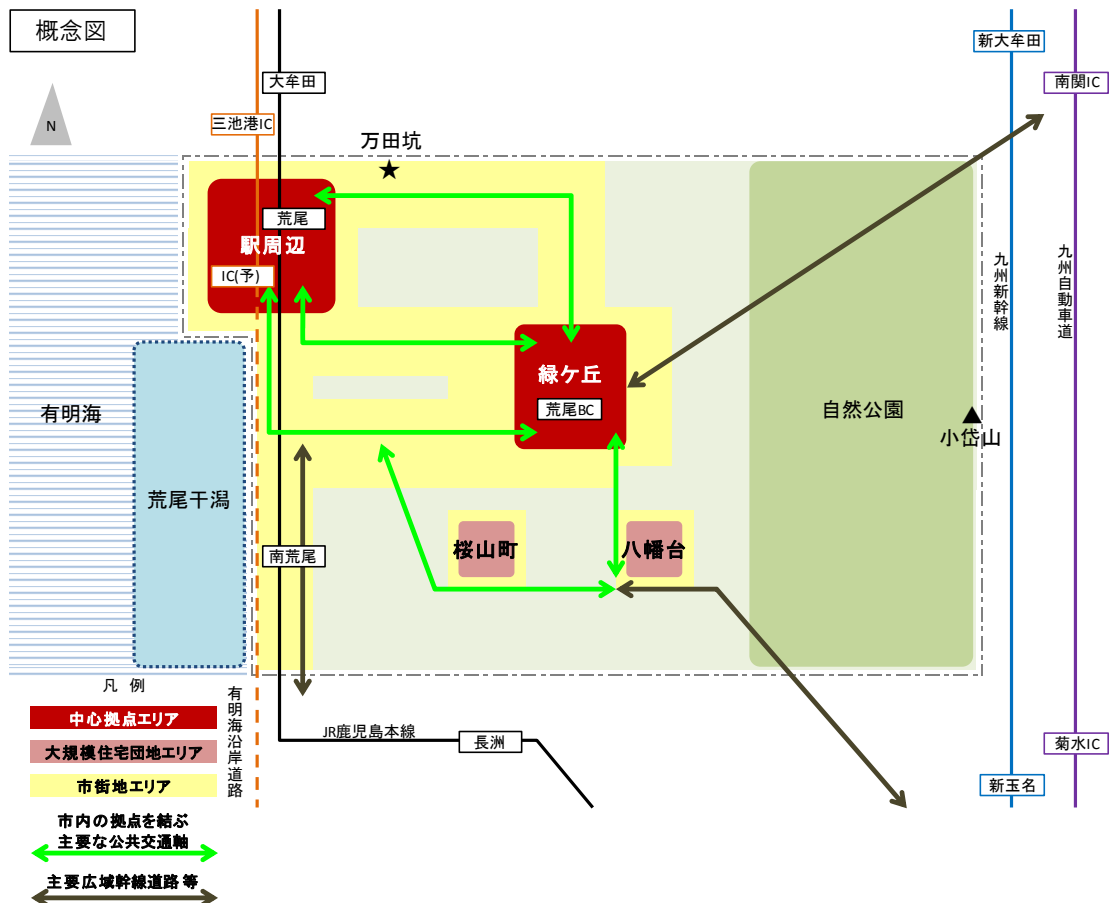 概念図
新大牟田
大牟田
南関IC
三池港IC
N
万田坑
荒尾
駅周辺
IC(予)
九州新幹線
九州自動車道
緑ケ丘
荒尾BC
有明海
自然公園
小岱山
荒尾干潟
南荒尾
桜山町
八幡台
凡 例
中心拠点エリア
大規模住宅団地エリア
市街地エリア
市内の拠点を結ぶ
主要な公共交通軸
主要広域幹線道路等
有明海沿岸道路
JR鹿児島本線
長洲
菊水IC
新玉名